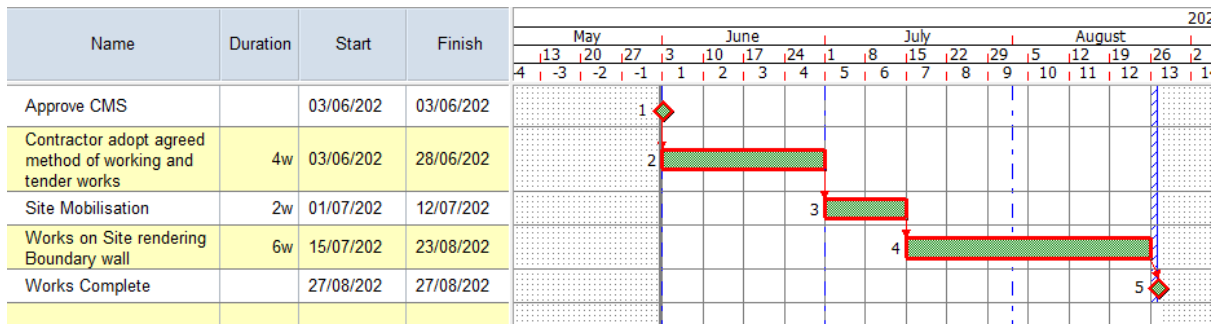 202
Name Duration Start Finish
May June July August
13 20 27 3 10 17 24 1 8 15 22 29 5 12 19 26 2
-4 -3 -2 -1 1 2 3 4 5 6 7 8 9 10 11 12 13 14
Approve CMS 03/06/202 03/06/202
1
Contractor adopt agreed
method of working and
tender works
4w 03/06/202 28/06/202
2
Site Mobilisation 2w 01/07/202 12/07/202
3
Works on Site rendering
Boundary wall
6w 15/07/202 23/08/202
4
Works Complete 27/08/202 27/08/202
5